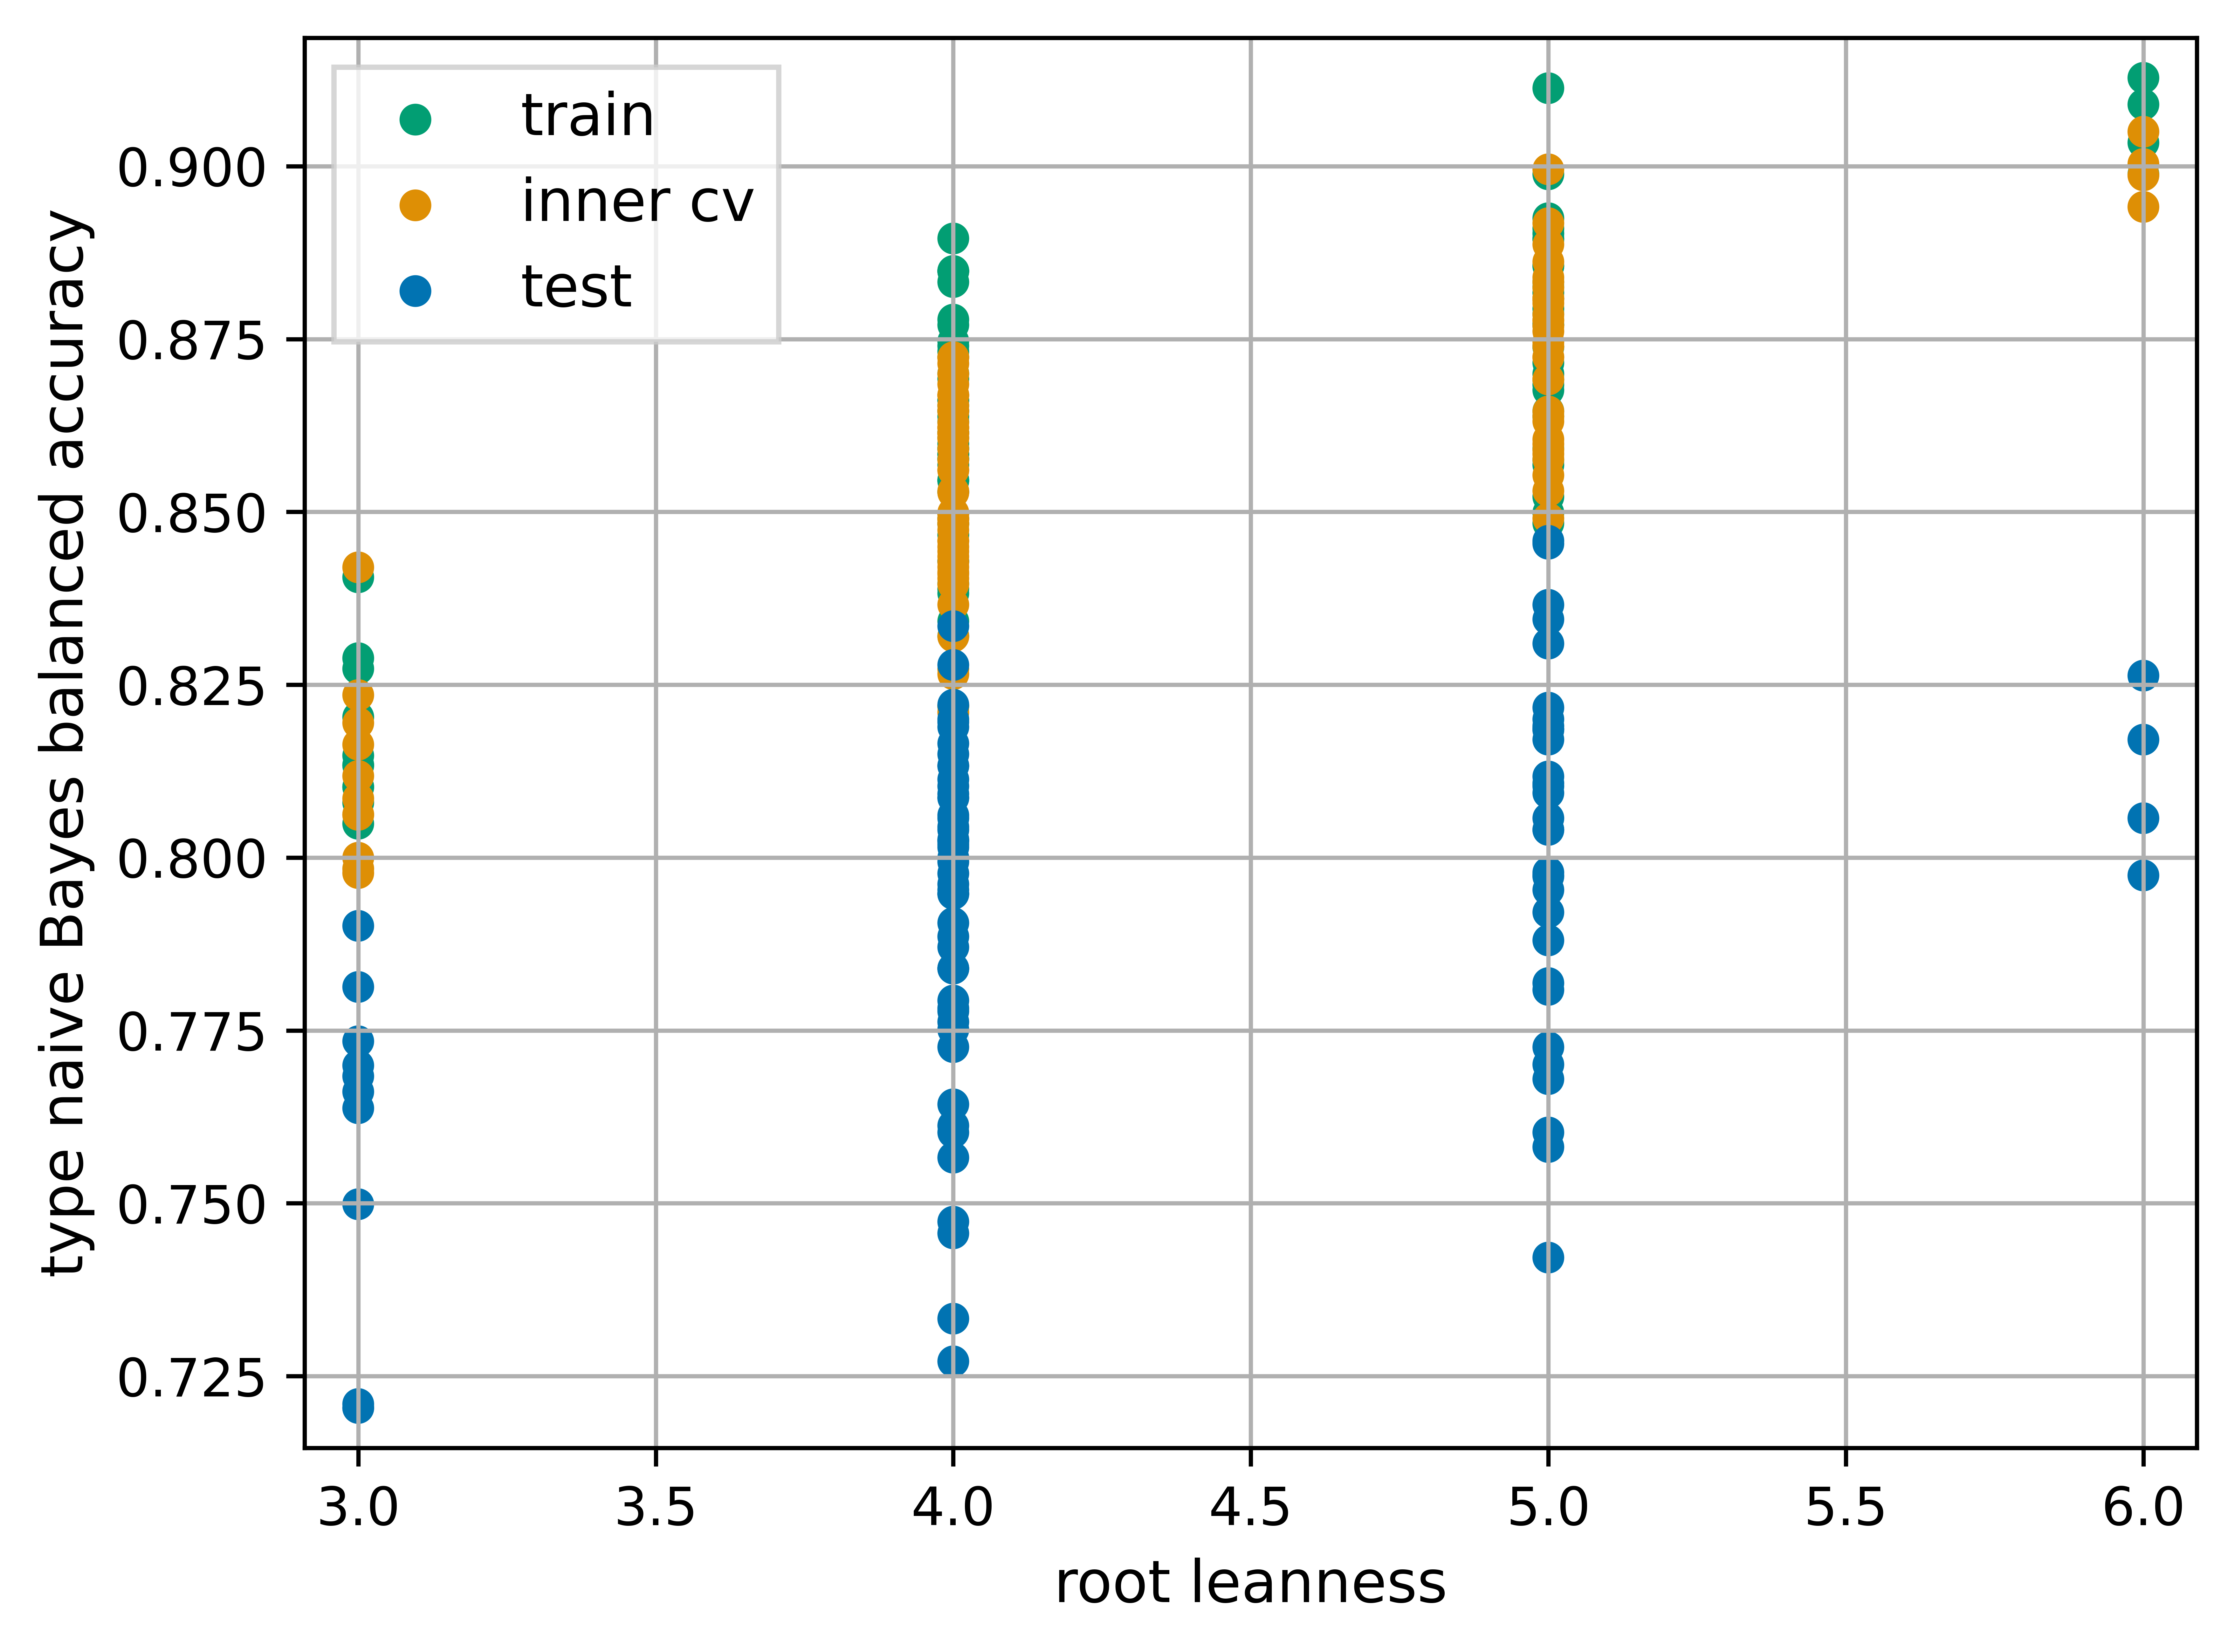 train
inner cv
test
type naive Bayes balanced accuracy
0.900
0.875
0.850
0.825
0.800
0.775
0.750
0.725
3.0 3.5 4.0 4.5 5.0 5.5 6.0
root leanness